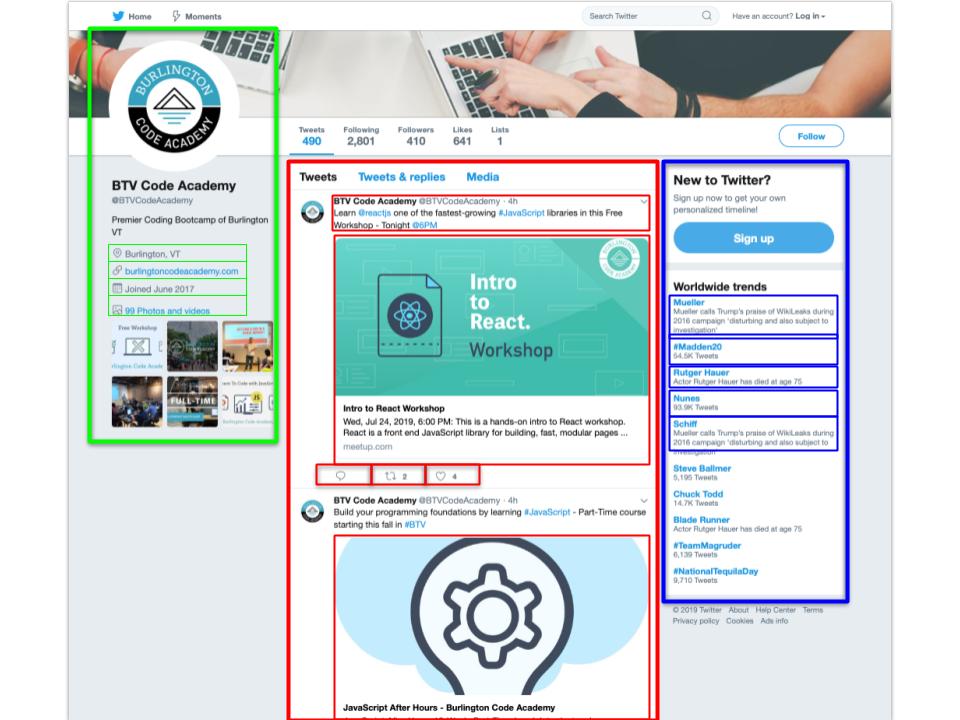 Home
Moments
Search Twitter
Have an account? Log in
BURLINGTON
CODE ACADEMY
Tweets
490
Following
2,801
Followers
410
Likes
641
Lists
1
Follow
BTV Code Academy
@BTVCodeAcademy
Premier Coding Bootcamp of Burlington
VT
Burlington, VT
burlingtoncodeacademy.com
Joined June 2017
99 Photos and videos
Free Workshop
FULL-TIME
JS
Tweets
Tweets & replies
Media
BTV Code Academy @BTVCodeAcademy · 4h
Learn @reactjs one of the fastest-growing #JavaScript libraries in this Free
Workshop - Tonight @6PM
Intro
to
React.
Workshop
Intro to React Workshop
Wed, Jul 24, 2019, 6:00 PM: This is a hands-on intro to React workshop.
React is a front end JavaScript library for building, fast, modular pages ...
meetup.com
2
4
BTV Code Academy @BTVCodeAcademy · 4h
Build your programming foundations by learning #JavaScript - Part-Time course
starting this fall in #BTV
JavaScript After Hours - Burlington Code Academy
New to Twitter?
Sign up now to get your own
personalized timeline!
Sign up
Worldwide trends
Mueller
Mueller calls Trump's praise of WikiLeaks during
2016 campaign 'disturbing and also subject to
investigation'
#Madden20
54.5K Tweets
Rutger Hauer
Actor Rutger Hauer has died at age 75
Nunes
93.9K Tweets
Schiff
Mueller calls Trump's praise of WikiLeaks during
2016 campaign 'disturbing and also subject to
investigation'
Steve Ballmer
5,195 Tweets
Chuck Todd
14.7K Tweets
Blade Runner
Actor Rutger Hauer has died at age 75
#TeamMagruder
6,139 Tweets
#NationalTequilaDay
9,710 Tweets
© 2019 Twitter About Help Center Terms
Privacy policy Cookies Ads info